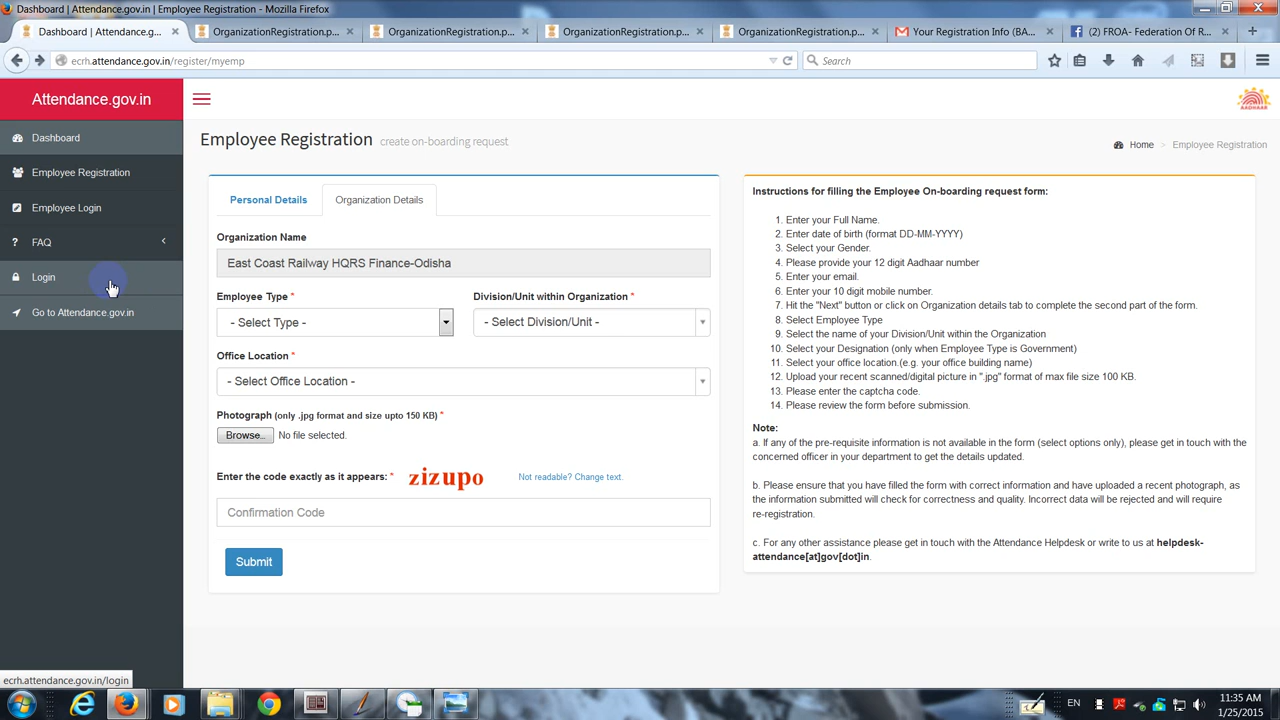 Dashboard | Attendance.gov.in | Employee Registration - Mozilla Firefox
Dashboard | Attendance.g...
OrganizationRegistration.p...
OrganizationRegistration.p...
OrganizationRegistration.p...
OrganizationRegistration.p...
Your Registration Info (BA...
(2) FROA- Federation Of R...
ecrh.attendance.gov.in/register/myemp
Search
Attendance.gov.in
AADHAAR
Dashboard
Employee Registration
Employee Login
FAQ
Login
Go to Attendance.gov.in
Employee Registration create on-boarding request
Home > Employee Registration
Personal Details
Organization Details
Organization Name
East Coast Railway HQRS Finance-Odisha
Employee Type * Division/Unit within Organization *
- Select Type - - Select Division/Unit -
Office Location *
- Select Office Location -
Photograph (only .jpg format and size upto 150 KB) *
Browse.. No file selected.
Enter the code exactly as it appears: * zizupo Not readable? Change text.
Confirmation Code
Submit
Instructions for filling the Employee On-boarding request form:
1. Enter your Full Name.
2. Enter date of birth (format DD-MM-YYYY)
3. Select your Gender.
4. Please provide your 12 digit Aadhaar number
5. Enter your email.
6. Enter your 10 digit mobile number.
7. Hit the "Next" button or click on Organization details tab to complete the second part of the form.
8. Select Employee Type
9. Select the name of your Division/Unit within the Organization
10. Select your Designation (only when Employee Type is Government)
11. Select your office location.(e.g. your office building name)
12. Upload your recent scanned/digital picture in ".jpg" format of max file size 100 KB.
13. Please enter the captcha code.
14. Please review the form before submission.
Note:
a. If any of the pre-requisite information is not available in the form (select options only), please get in touch with the
concerned officer in your department to get the details updated.
b. Please ensure that you have filled the form with correct information and have uploaded a recent photograph, as
the information submitted will check for correctness and quality. Incorrect data will be rejected and will require
re-registration.
c. For any other assistance please get in touch with the Attendance Helpdesk or write to us at helpdesk-
attendance[at]gov[dot]in.
ecrh.attendance.gov.in/login
EN
11:35 AM
1/25/2015